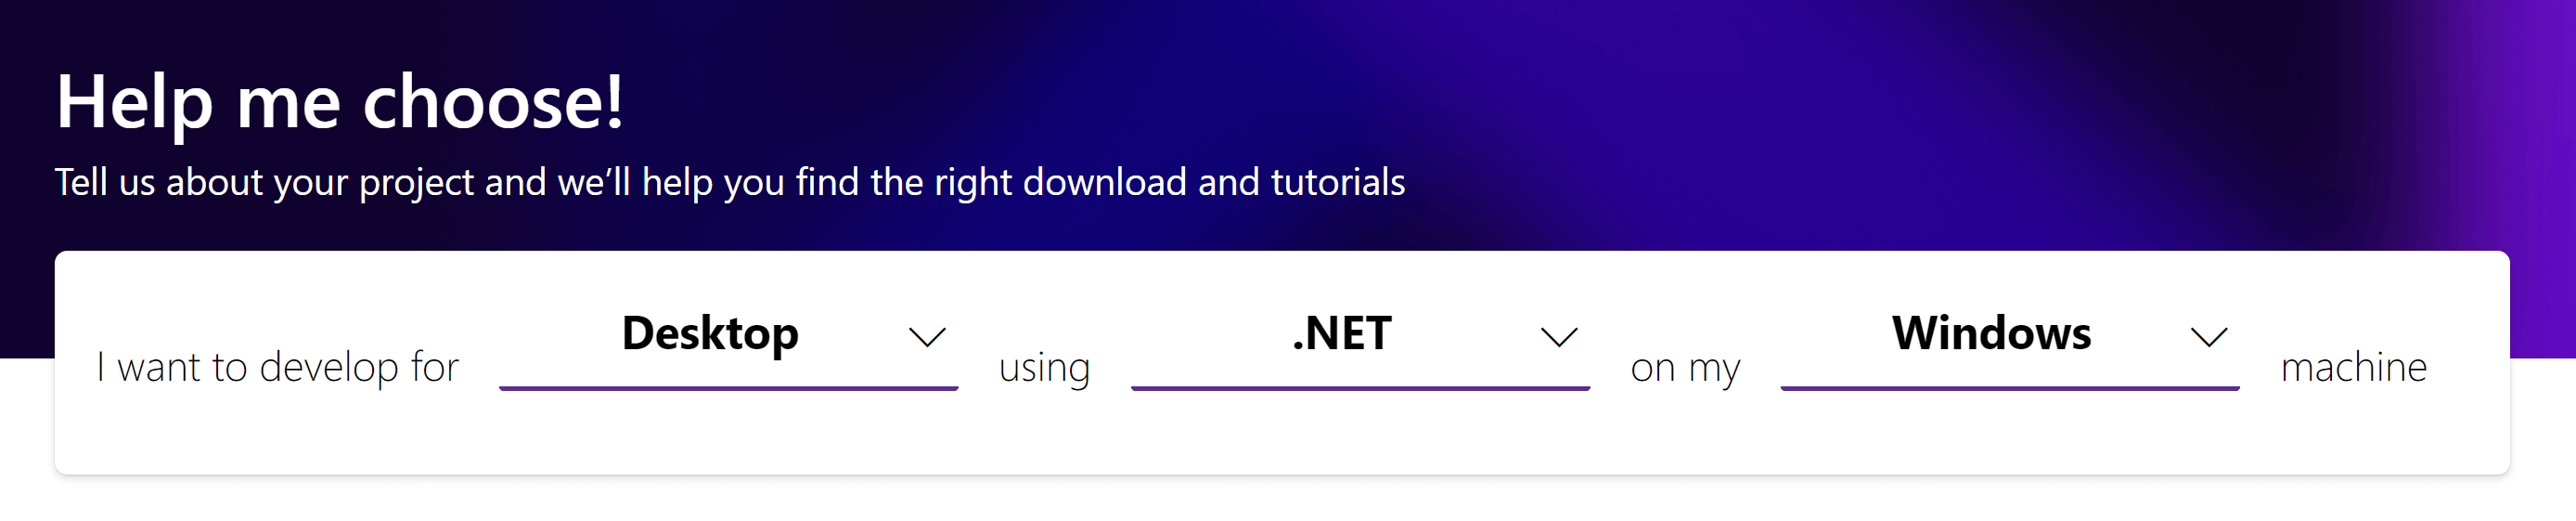 Help me choose!
Tell us about your project and we’ll help you find the right download and tutorials
I want to develop for Desktop using .NET on my Windows machine